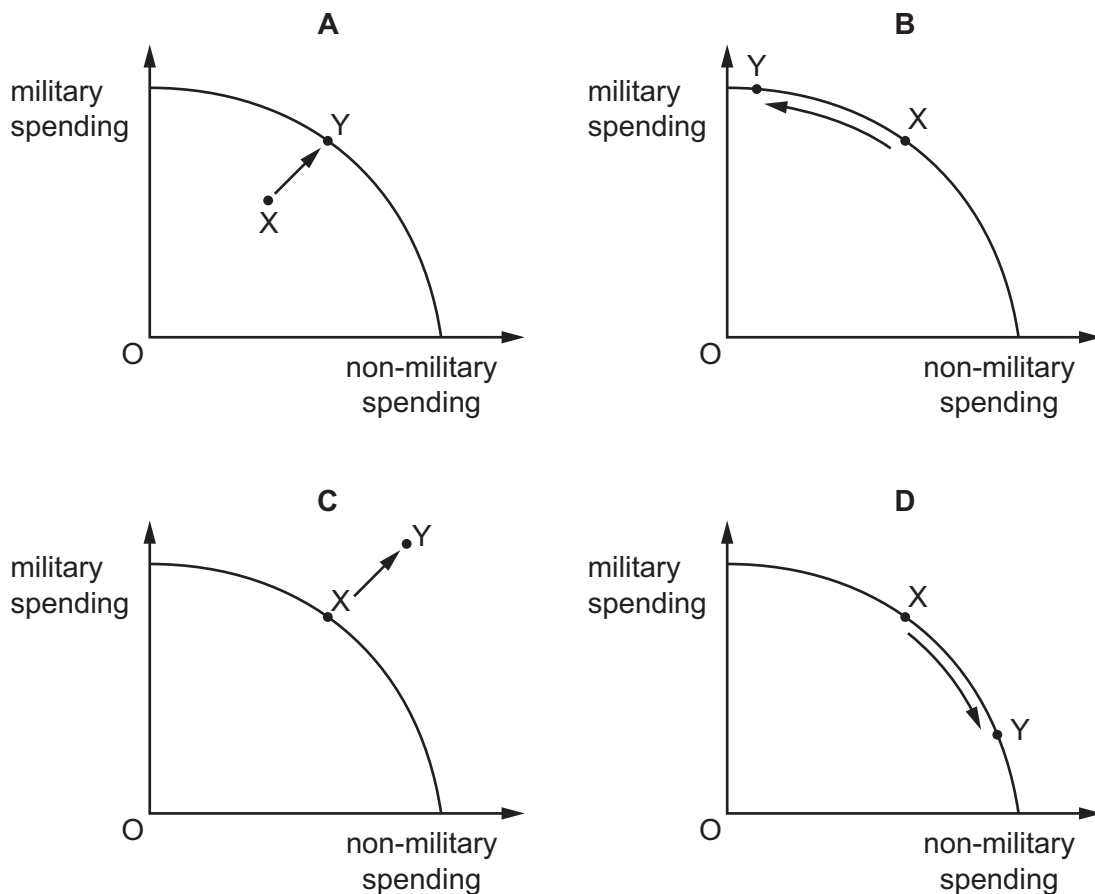 A
military
spending
Y
X
O
non-military
spending
B
military
spending
Y
X
O
non-military
spending
C
military
spending
Y
X
O
non-military
spending
D
military
spending
X
Y
O
non-military
spending